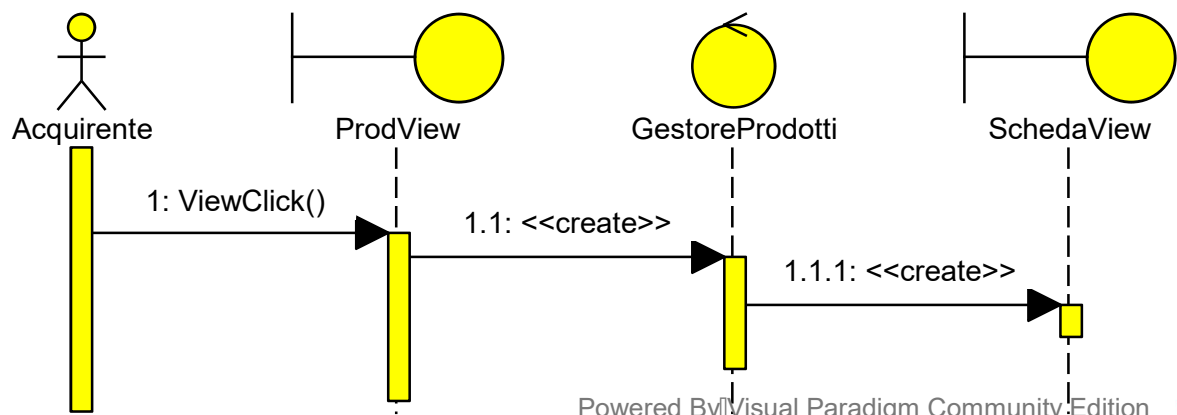 Acquirente
ProdView
GestoreProdotti
SchedaView
1: ViewClick()
1.1: <<create>>
1.1.1: <<create>>
Powered By Visual Paradigm Community Edition